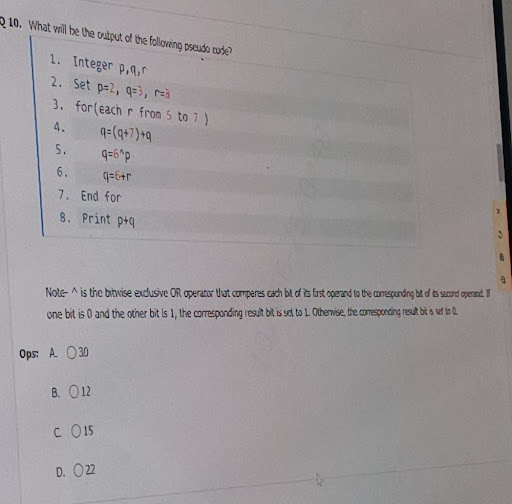 Q 10. What will be the output of the following pseudo code?
1. Integer p,q,r
2. Set p=2, q=3, r=3
3. for(each r from 5 to 7 )
4. q=(q+7)+q
5. q=6^p
6. q=6+r
7. End for
8. Print p+q
Note- ^ is the bitwise exclusive OR operator that compares each bit of its first operand to the corresponding bit of its second operand. If
one bit is 0 and the other bit is 1, the corresponding result bit is set to 1. Otherwise, the corresponding result bit is set to 0.
Ops: A. 30
B. 12
C 15
D. 22